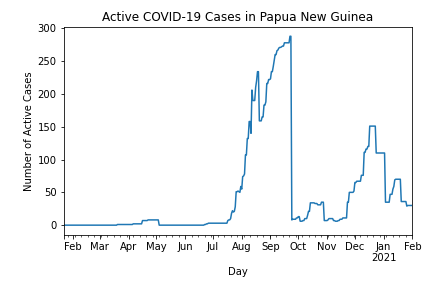 Active COVID-19 Cases in Papua New Guinea
Number of Active Cases
300
250
200
150
100
50
0
Feb Mar Apr May Jun Jul Aug Sep Oct Nov Dec Jan Feb
2021
Day